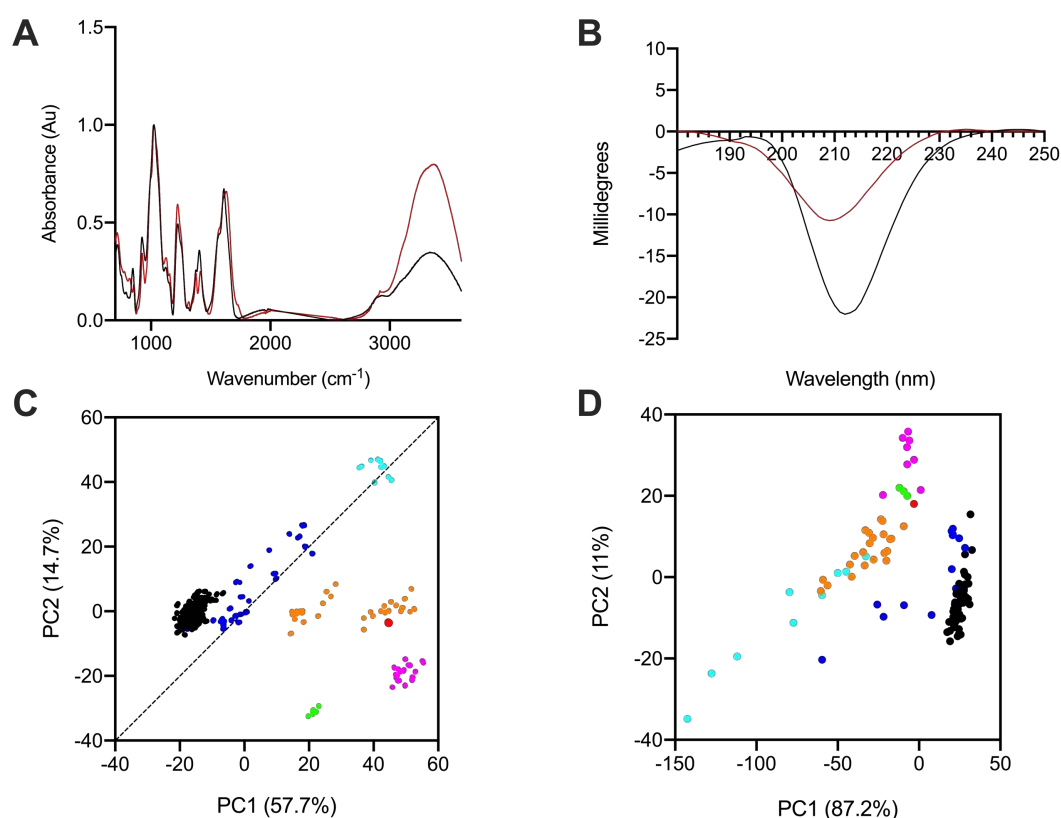 A
1.5
1.0
0.5
0.0
Absorbance (Au)
1000 2000 3000
Wavenumber (cm-1)
B
10
5
0
-5
-10
-15
-20
-25
Millidegrees
190 200 210 220 230 240 250
Wavelength (nm)
C
60
40
20
0
-20
-40
PC2 (14.7%)
-40 -20 0 20 40 60
PC1 (57.7%)
D
40
20
0
-20
-40
PC2 (11%)
-150 -100 -50 0 50
PC1 (87.2%)